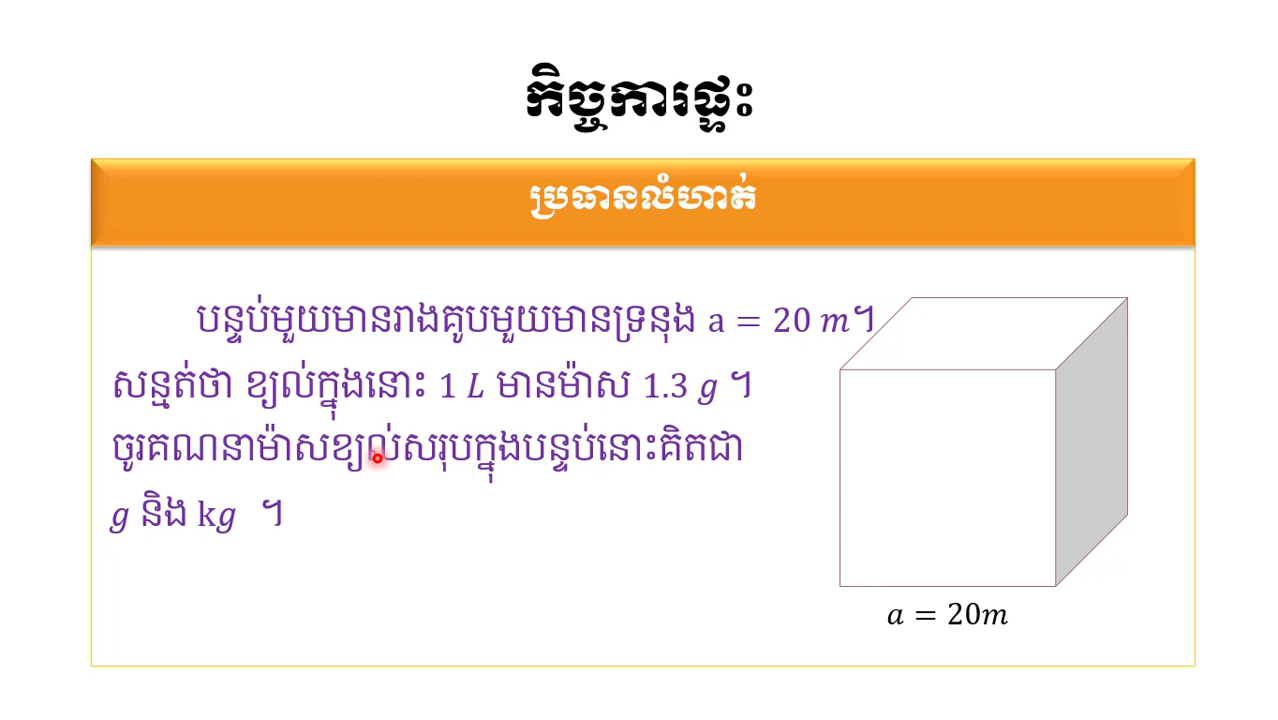 កិច្ចការផ្ទះ
ប្រធានលំហាត់
បន្ទប់មួយមានរាងគូបមួយមានទ្រនុង a = 20 m។
សន្មត់ថា ខ្យល់ក្នុងនោះ 1 L មានម៉ាស 1.3 g ។
ចូរគណនាម៉ាសខ្យល់សរុបក្នុងបន្ទប់នោះគិតជា
g និង kg ។
a = 20m